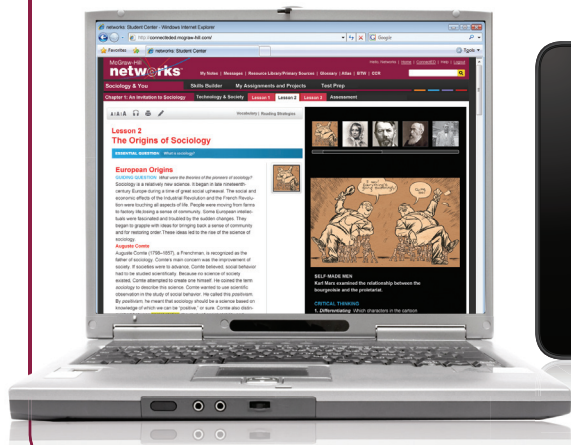 networks: Student Center - Windows Internet Explorer
http://connected.mcgraw-hill.com/
Google
Favorites
networks: Student Center
Tools
McGraw-Hill
networks
Hello, Networks | Home | ConnectED | Help | Logout
My Notes | Messages | Resource Library/Primary Sources | Glossary | Atlas | BTW | CCR
Sociology & You
Skills Builder
My Assignments and Projects
Test Prep
Chapter 1: An Invitation to Sociology
Technology & Society
Lesson 1
Lesson 2
Lesson 3
Assessment
A | A | A
Vocabulary | Reading Strategies
Lesson 2
The Origins of Sociology
ESSENTIAL QUESTION What is sociology?
European Origins
GUIDING QUESTION What were the theories of the pioneers of sociology?
Sociology is a relatively new science. It began in late nineteenth-
century Europe during a time of great social upheaval. The social and
economic effects of the Industrial Revolution and the French Revolu-
tion were touching all aspects of life. People were moving from farms
to factory life, losing a sense of community. Some European intellec-
tuals were fascinated and troubled by the sudden changes. They
began to grapple with ideas for bringing back a sense of community
and for restoring order. These ideas led to the rise of the science of
sociology.
Auguste Comte
Auguste Comte (1798–1857), a Frenchman, is recognized as the
father of sociology. Comte's main concern was the improvement of
society. If societies were to advance, Comte believed, social behavior
had to be studied scientifically. Because no science of society
existed, Comte attempted to create one himself. He coined the term
sociology to describe this science. Comte wanted to use scientific
observation in the study of social behavior. He called this positivism.
By positivism, he meant that sociology should be a science based on
knowledge of which we can be "positive," or sure. Comte also distin-
SELF-MADE MEN
Karl Marx examined the relationship between the
bourgeoisie and the proletariat.
CRITICAL THINKING
1. Differentiating Which characters in the cartoon